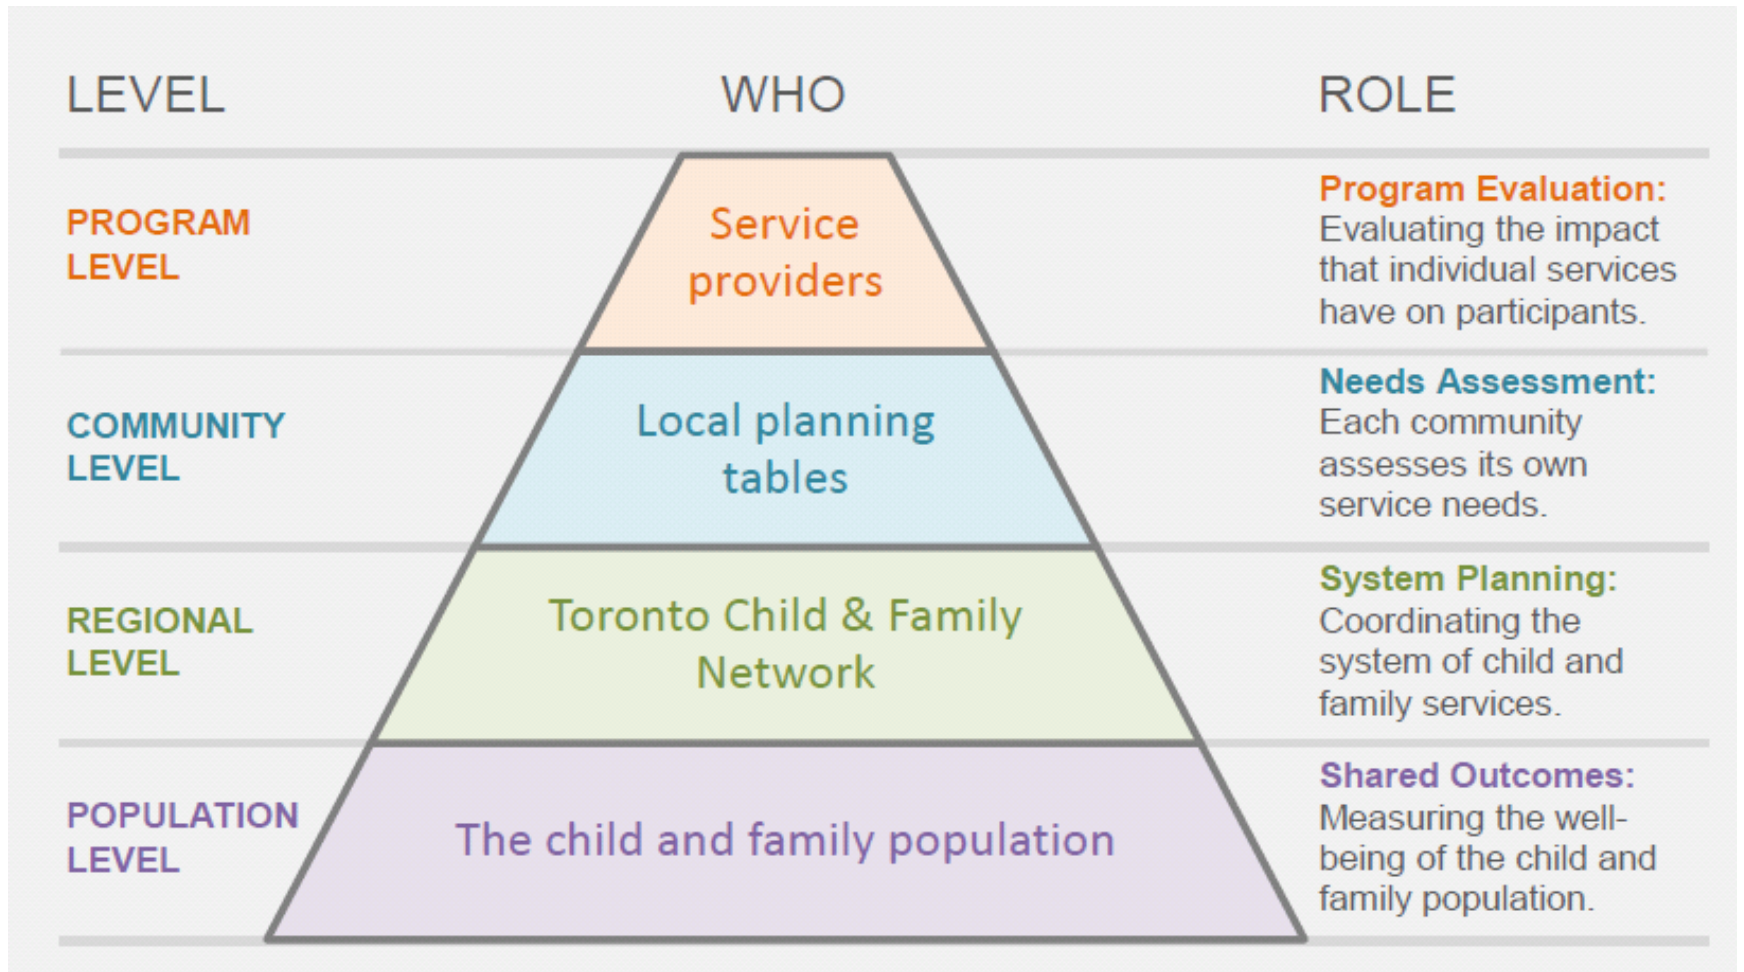 LEVEL
WHO
ROLE
PROGRAM
LEVEL
Service
providers
Program Evaluation:
Evaluating the impact
that individual services
have on participants.
COMMUNITY
LEVEL
Local planning
tables
Needs Assessment:
Each community
assesses its own
service needs.
REGIONAL
LEVEL
Toronto Child & Family
Network
System Planning:
Coordinating the
system of child and
family services.
POPULATION
LEVEL
The child and family population
Shared Outcomes:
Measuring the well-
being of the child and
family population.